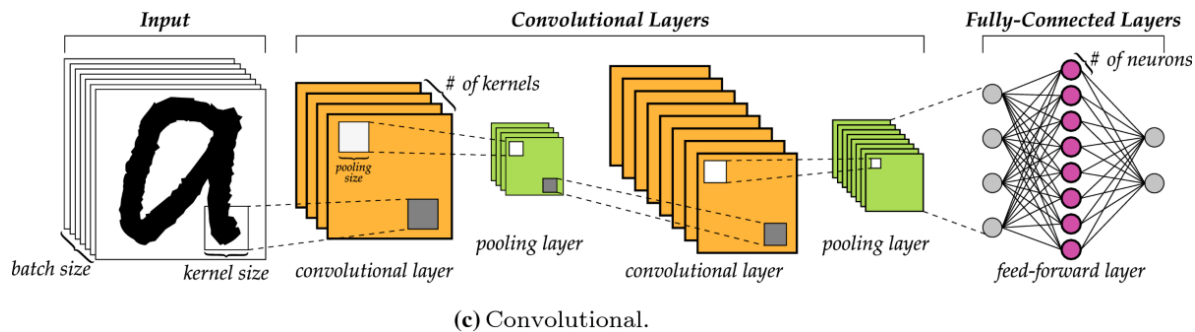 Input
Convolutional Layers
Fully-Connected Layers
# of neurons
# of kernels
pooling
size
batch size
kernel size
convolutional layer
pooling layer
convolutional layer
pooling layer
feed-forward layer
(c) Convolutional.